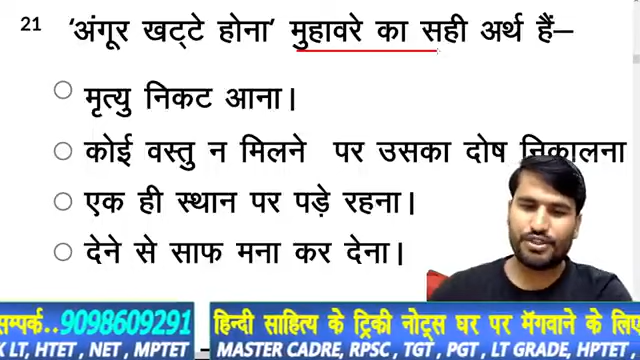 21 'अंगूर खट्टे होना' मुहावरे का सही अर्थ हैं–
मृत्यु निकट आना।
कोई वस्तु न मिलने पर उसका दोष निकालना
एक ही स्थान पर पड़े रहना।
देने से साफ मना कर देना।
सम्पर्क..9098609291
हिन्दी साहित्य के ट्रिकी नोट्स घर पर मँगवाने के लिए
K LT, HTET , NET , MPTET
MASTER CADRE, RPSC , TGT , PGT , LT GRADE, HPTET